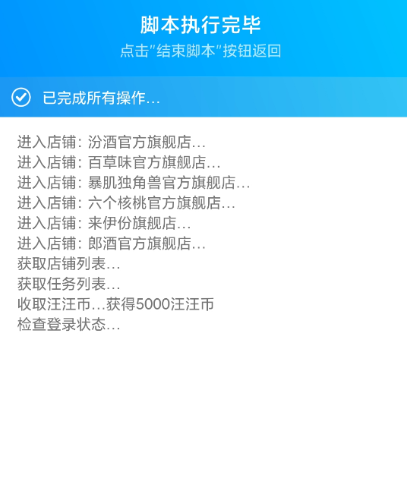 脚本执行完毕
点击"结束脚本"按钮返回
已完成所有操作...
进入店铺：汾酒官方旗舰店...
进入店铺：百草味官方旗舰店...
进入店铺：暴肌独角兽官方旗舰店...
进入店铺：六个核桃官方旗舰店...
进入店铺：来伊份旗舰店...
进入店铺：郎酒官方旗舰店...
获取店铺列表...
获取任务列表...
收取汪汪币...获得5000汪汪币
检查登录状态...